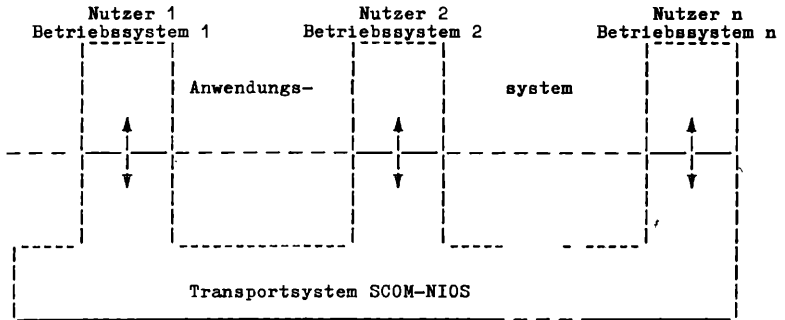 Nutzer 1 Nutzer 2 Nutzer n
Betriebssystem 1 Betriebssystem 2 Betriebssystem n
Anwendungs- system
Transportsystem SCOM-NIOS